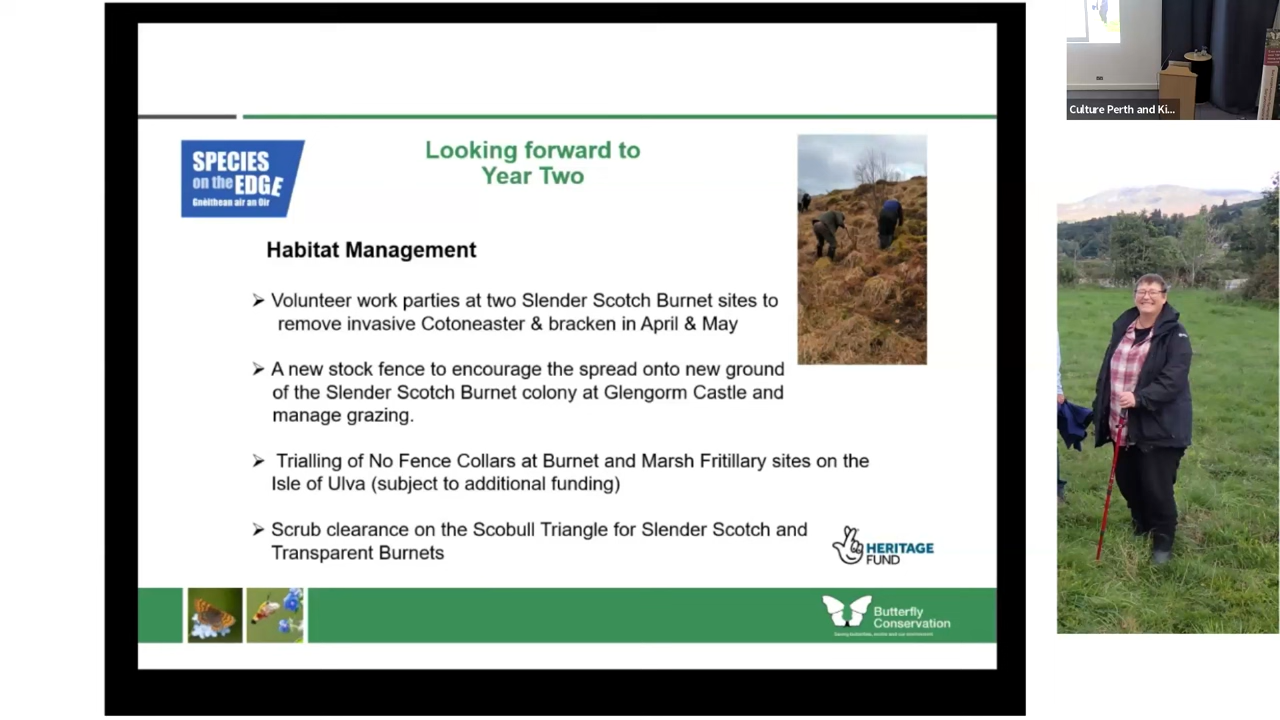 SPECIES
on the EDGE
Gnèithean air an Oir
Looking forward to
Year Two
Habitat Management
➢ Volunteer work parties at two Slender Scotch Burnet sites to
remove invasive Cotoneaster & bracken in April & May
➢ A new stock fence to encourage the spread onto new ground
of the Slender Scotch Burnet colony at Glengorm Castle and
manage grazing.
➢ Trialling of No Fence Collars at Burnet and Marsh Fritillary sites on the
Isle of Ulva (subject to additional funding)
➢ Scrub clearance on the Scobull Triangle for Slender Scotch and
Transparent Burnets
HERITAGE
FUND
Butterfly
Conservation
Culture Perth and Ki...